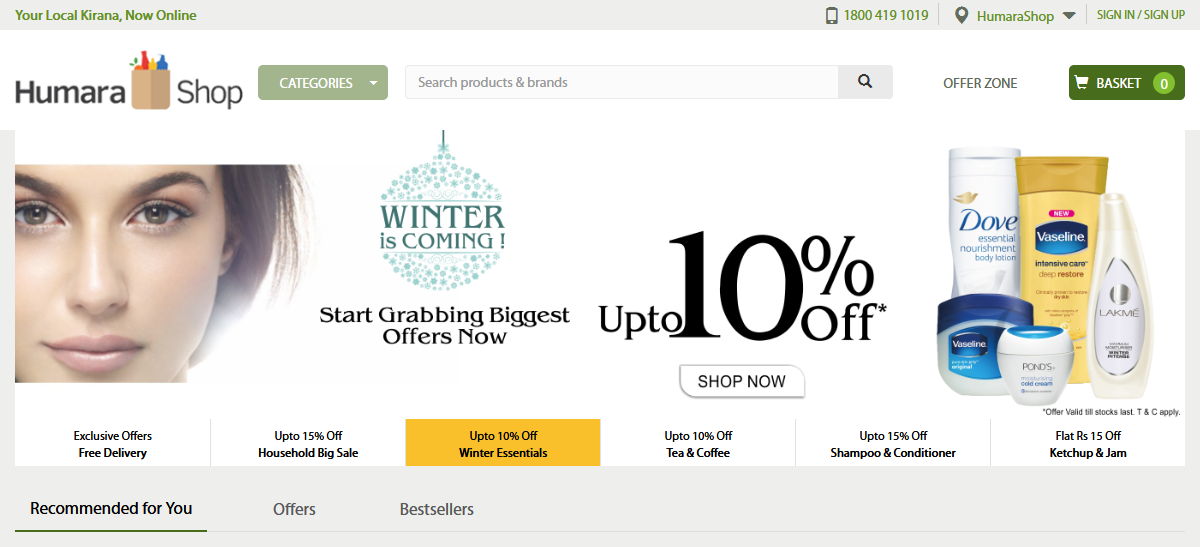 Your Local Kirana, Now Online
1800 419 1019
HumaraShop
SIGN IN / SIGN UP
Humara Shop
CATEGORIES
Search products & brands
OFFER ZONE
BASKET 0
WINTER
is COMING !
Start Grabbing Biggest
Offers Now
Upto 10% Off*
SHOP NOW
Dove
essential
nourishment
body lotion
NEW
Vaseline
intensive care
deep restore
LAKMÉ
WINTER
INTENSE
Vaseline
original
POND'S
moisturising
cold cream
*Offer Valid till stocks last. T & C apply.
Exclusive Offers
Free Delivery
Upto 15% Off
Household Big Sale
Upto 10% Off
Winter Essentials
Upto 10% Off
Tea & Coffee
Upto 15% Off
Shampoo & Conditioner
Flat Rs 15 Off
Ketchup & Jam
Recommended for You
Offers
Bestsellers